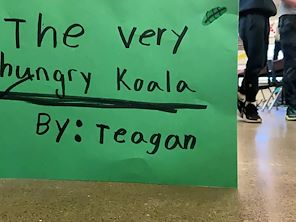 The very
hungry Koala
By: Teagan